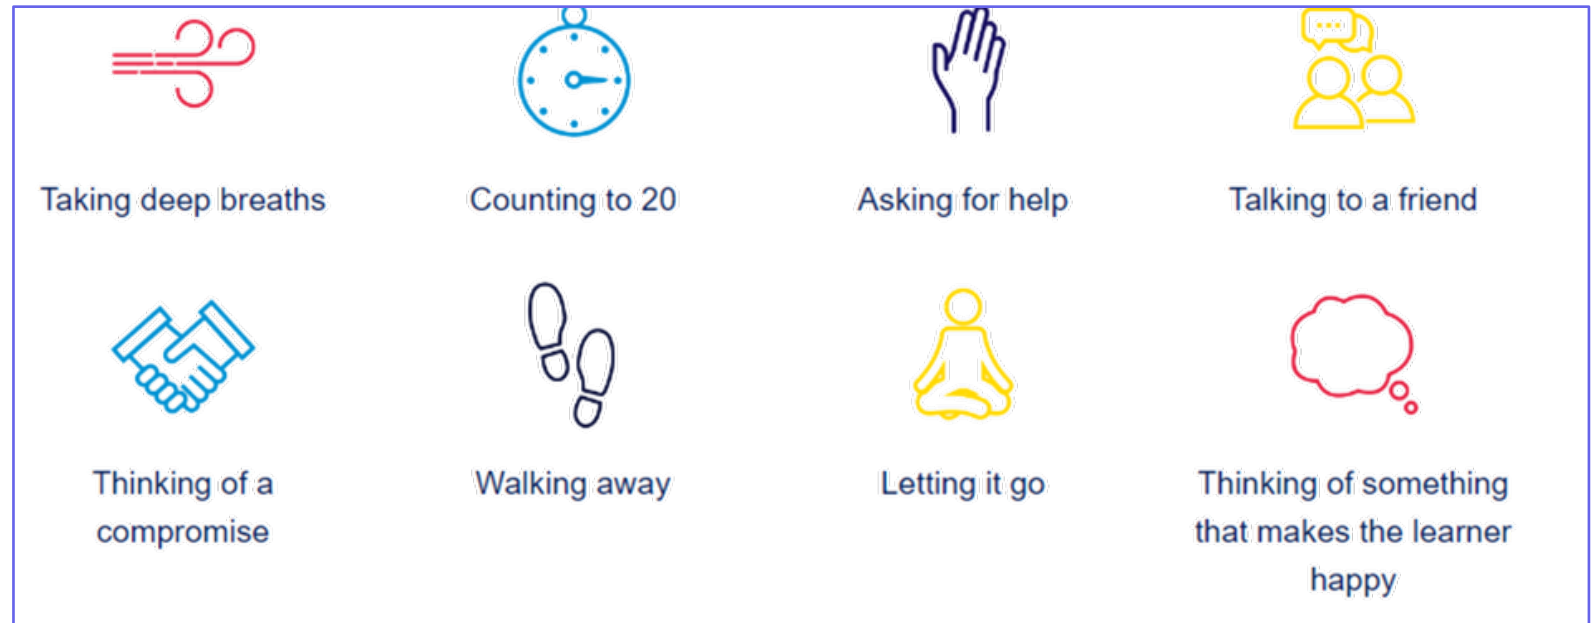 Taking deep breaths
Counting to 20
Asking for help
Talking to a friend
Thinking of a
compromise
Walking away
Letting it go
Thinking of something
that makes the learner
happy